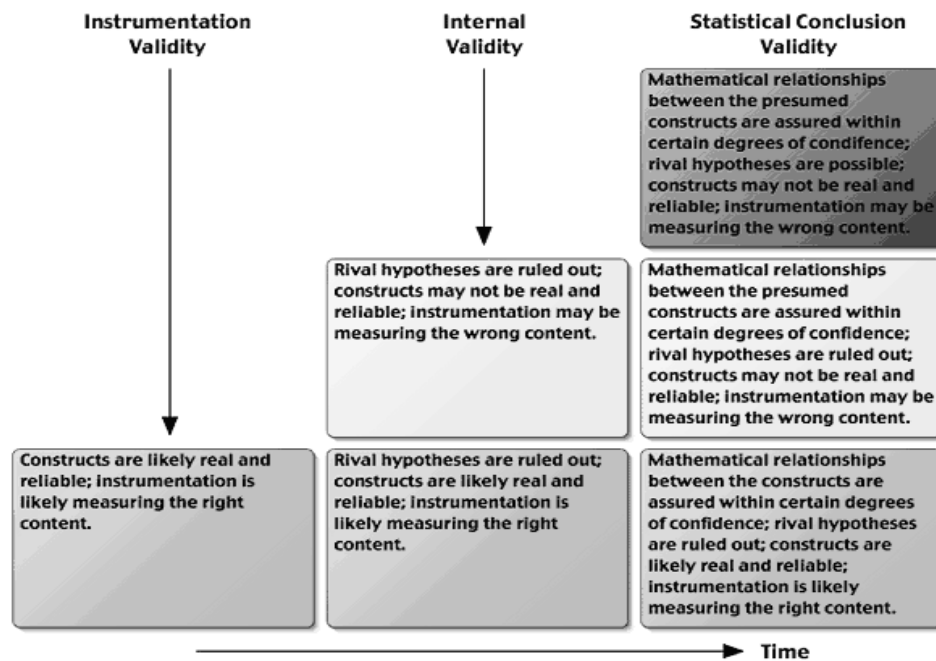 Instrumentation
Validity
Internal
Validity
Statistical Conclusion
Validity
Mathematical relationships
between the presumed
constructs are assured within
certain degrees of condifence;
rival hypotheses are possible;
constructs may not be real and
reliable; instrumentation may be
measuring the wrong content.
Rival hypotheses are ruled out;
constructs may not be real and
reliable; instrumentation may be
measuring the wrong content.
Mathematical relationships
between the presumed
constructs are assured within
certain degrees of confidence;
rival hypotheses are ruled out;
constructs may not be real and
reliable; instrumentation may be
measuring the wrong content.
Constructs are likely real and
reliable; instrumentation is
likely measuring the right
content.
Rival hypotheses are ruled out;
constructs are likely real and
reliable; instrumentation is
likely measuring the right
content.
Mathematical relationships
between the constructs are
assured within certain degrees
of confidence; rival hypotheses
are ruled out; constructs are
likely real and reliable;
instrumentation is likely
measuring the right content.
Time